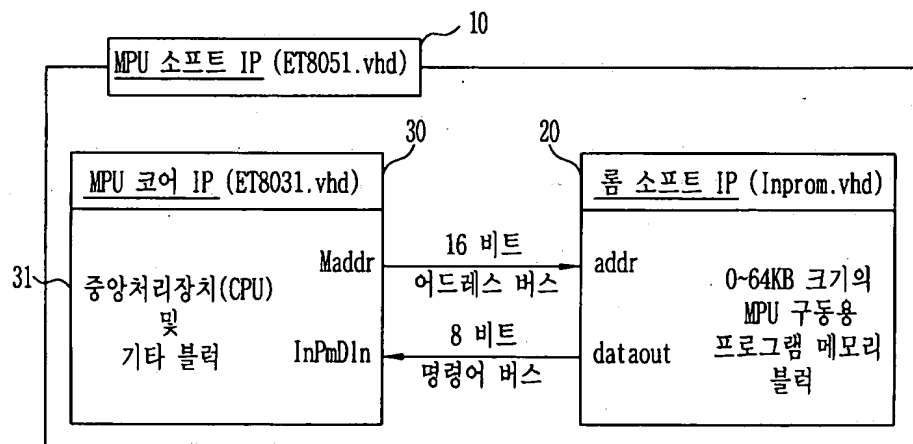 10
MPU 소프트 IP (ET8051.vhd)
30
20
MPU 코어 IP (ET8031.vhd)
롬 소프트 IP (Inprom.vhd)
31
중앙처리장치(CPU)
및
기타 블럭
Maddr
InPmDln
16 비트
어드레스 버스
8 비트
명령어 버스
addr
dataout
0~64KB 크기의
MPU 구동용
프로그램 메모리
블럭